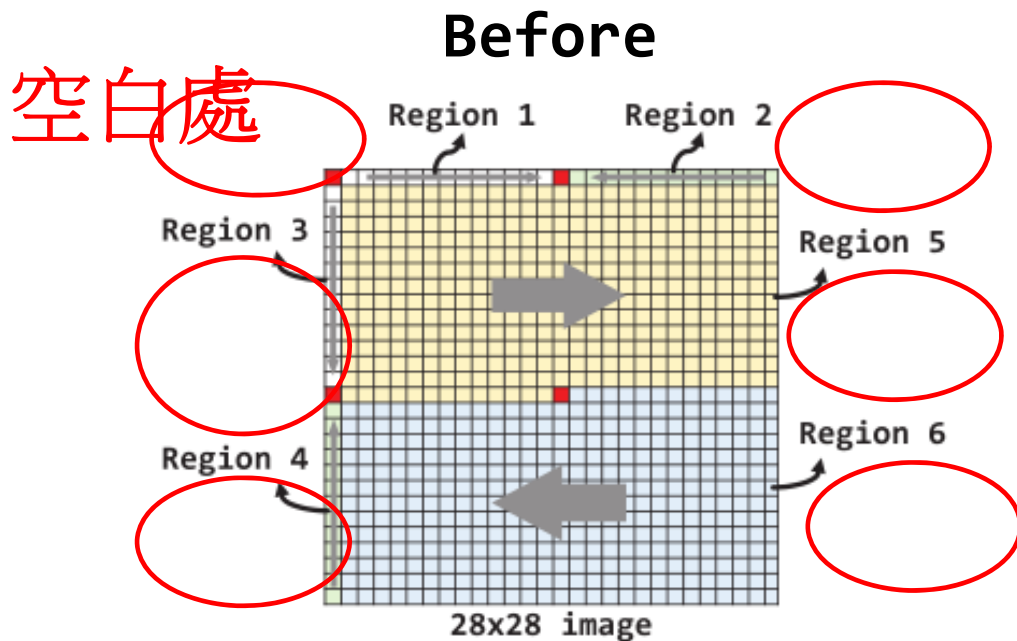 Before
空白處
Region 1
Region 2
Region 3
Region 5
Region 4
Region 6
28x28 image